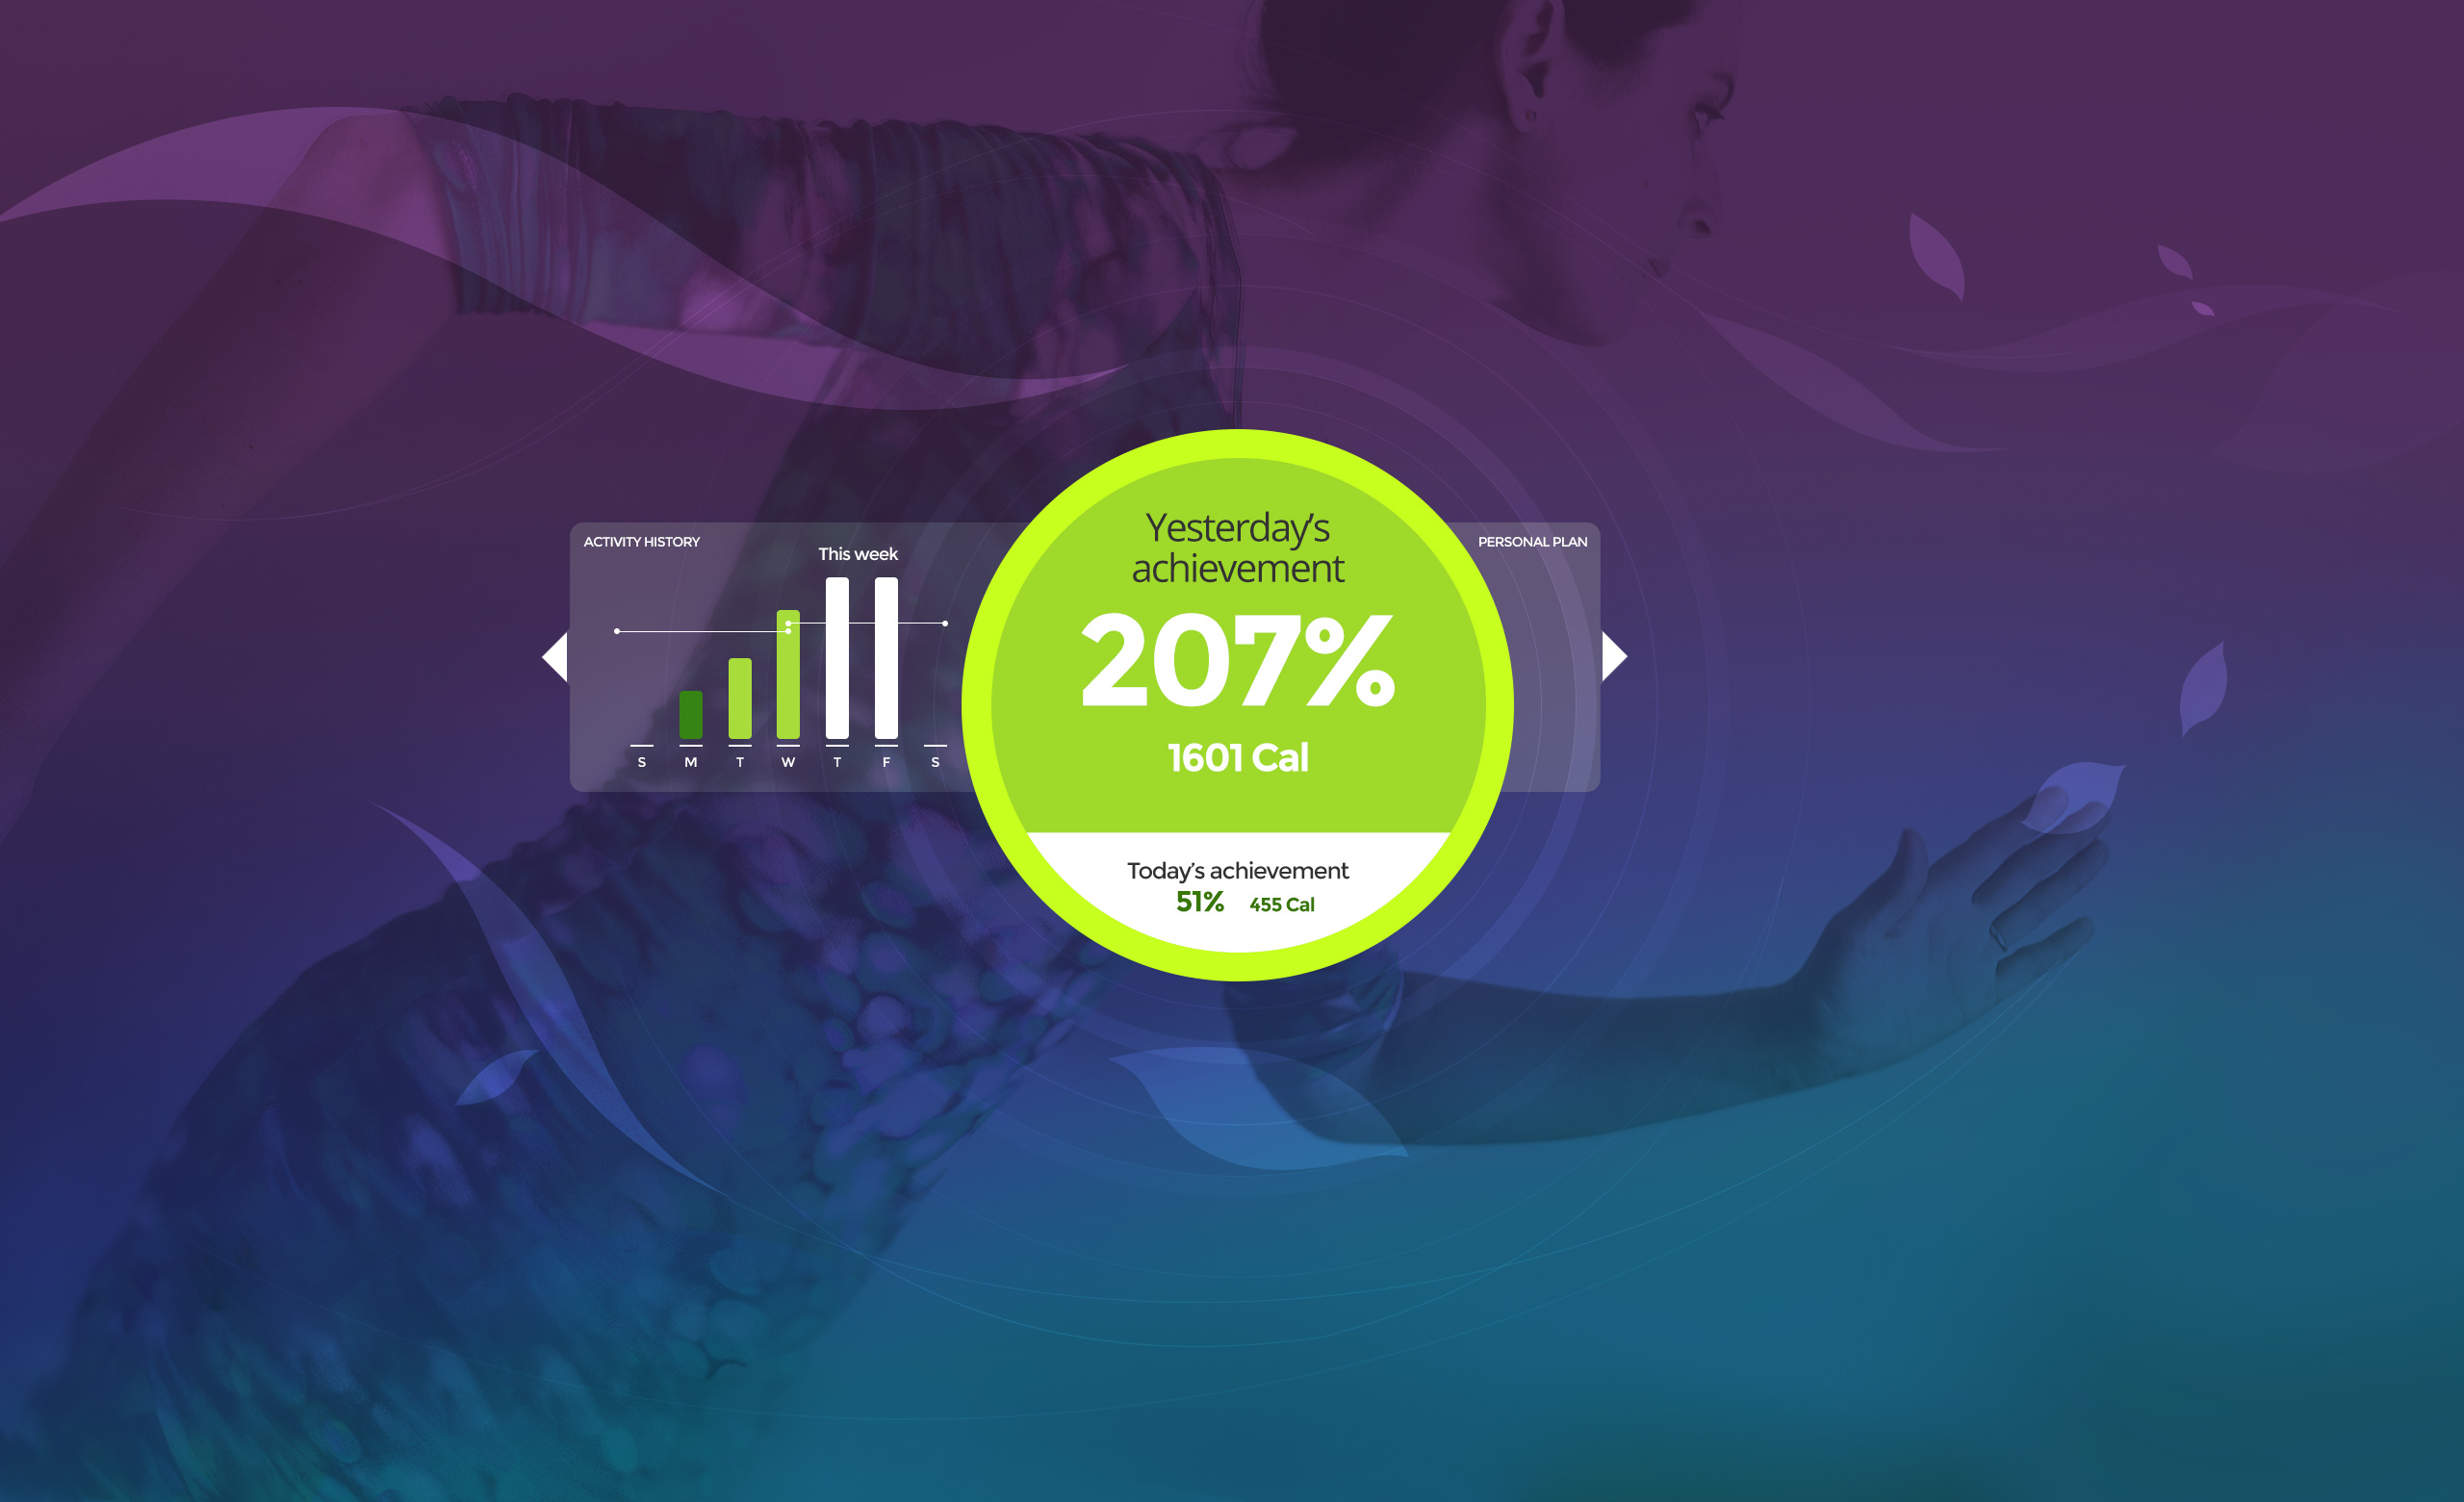 ACTIVITY HISTORY
This week
S M T W T F S
Yesterday's
achievement
207%
1601 Cal
Today's achievement
51% 455 Cal
PERSONAL PLAN